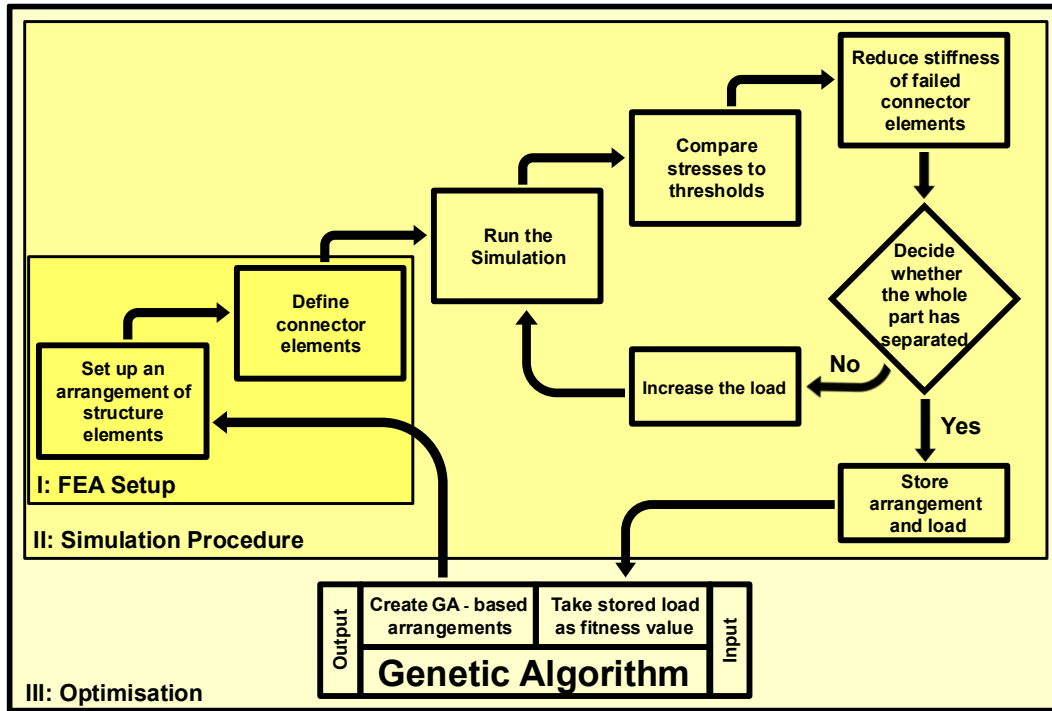 Reduce stiffness
of failed
connector
elements
Compare
stresses to
thresholds
Run the
Simulation
Decide
whether
the whole
part has
separated
Define
connector
elements
Set up an
arrangement of
structure
elements
No
Increase the load
Yes
I: FEA Setup
Store
arrangement
and load
II: Simulation Procedure
Output
Create GA - based
arrangements
Take stored load
as fitness value
Input
Genetic Algorithm
III: Optimisation